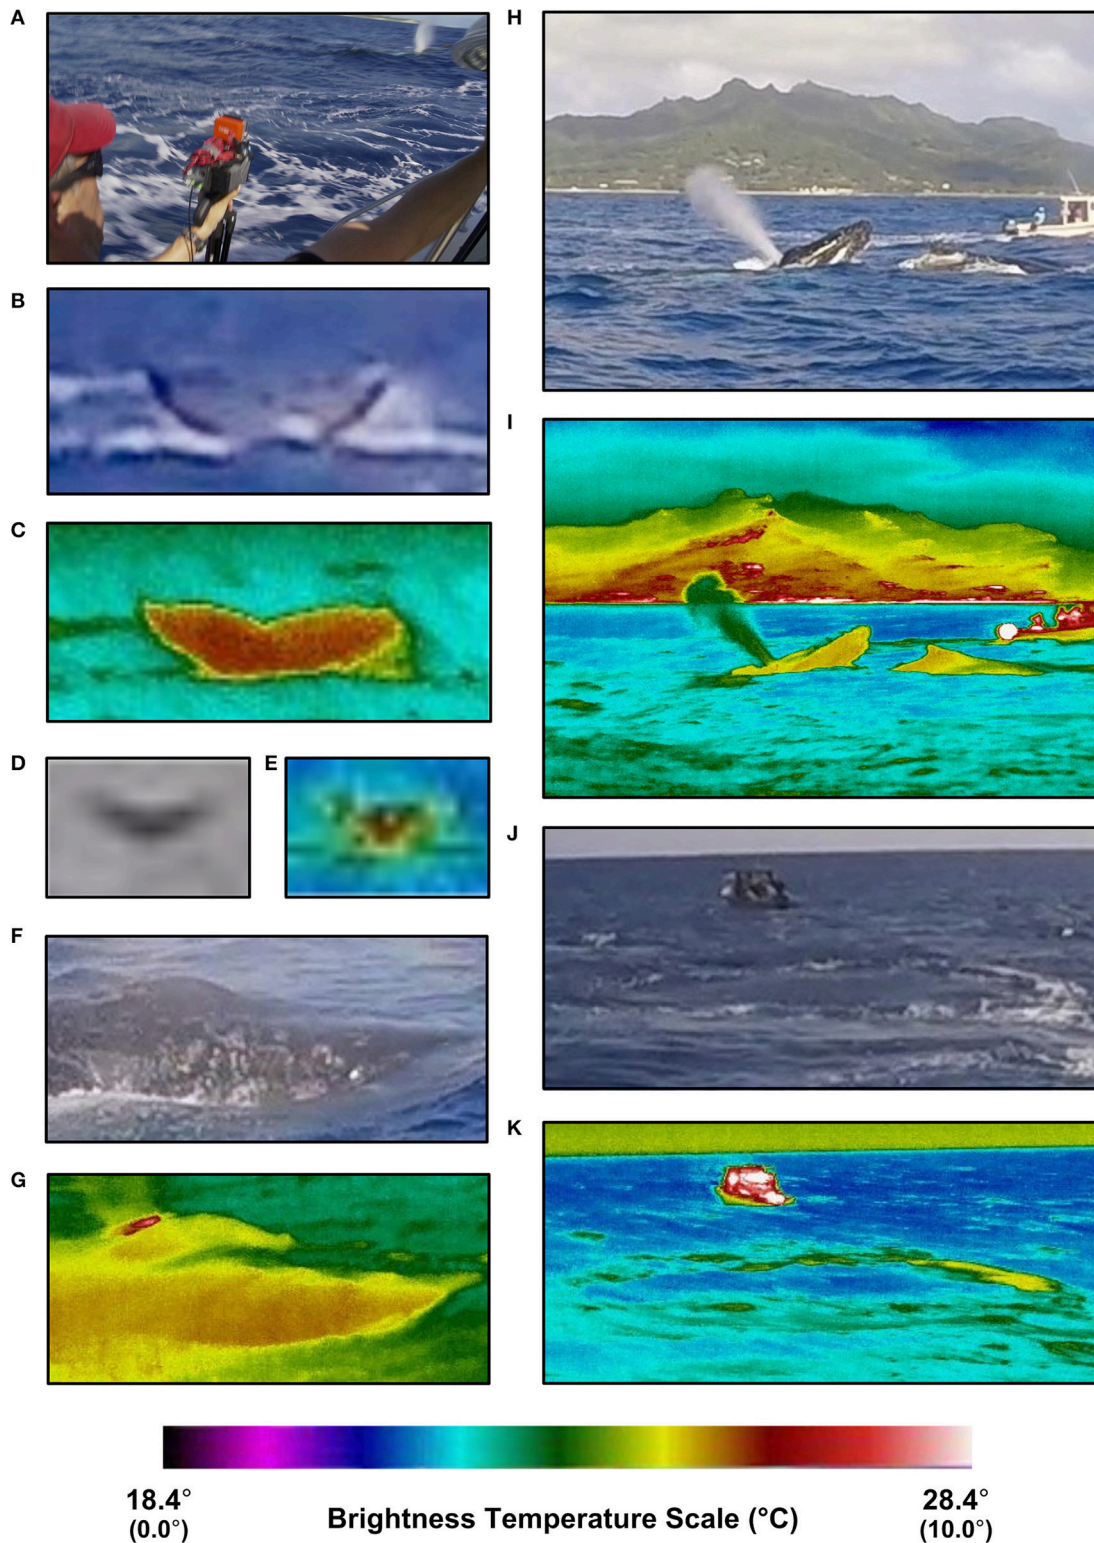 A
H
B
I
C
D
E
J
F
K
G
18.4°
(0.0°)
Brightness Temperature Scale (°C)
28.4°
(10.0°)